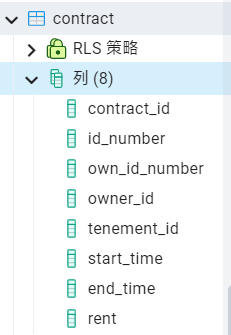 contract
RLS 策略
列 (8)
contract_id
id_number
own_id_number
owner_id
tenement_id
start_time
end_time
rent